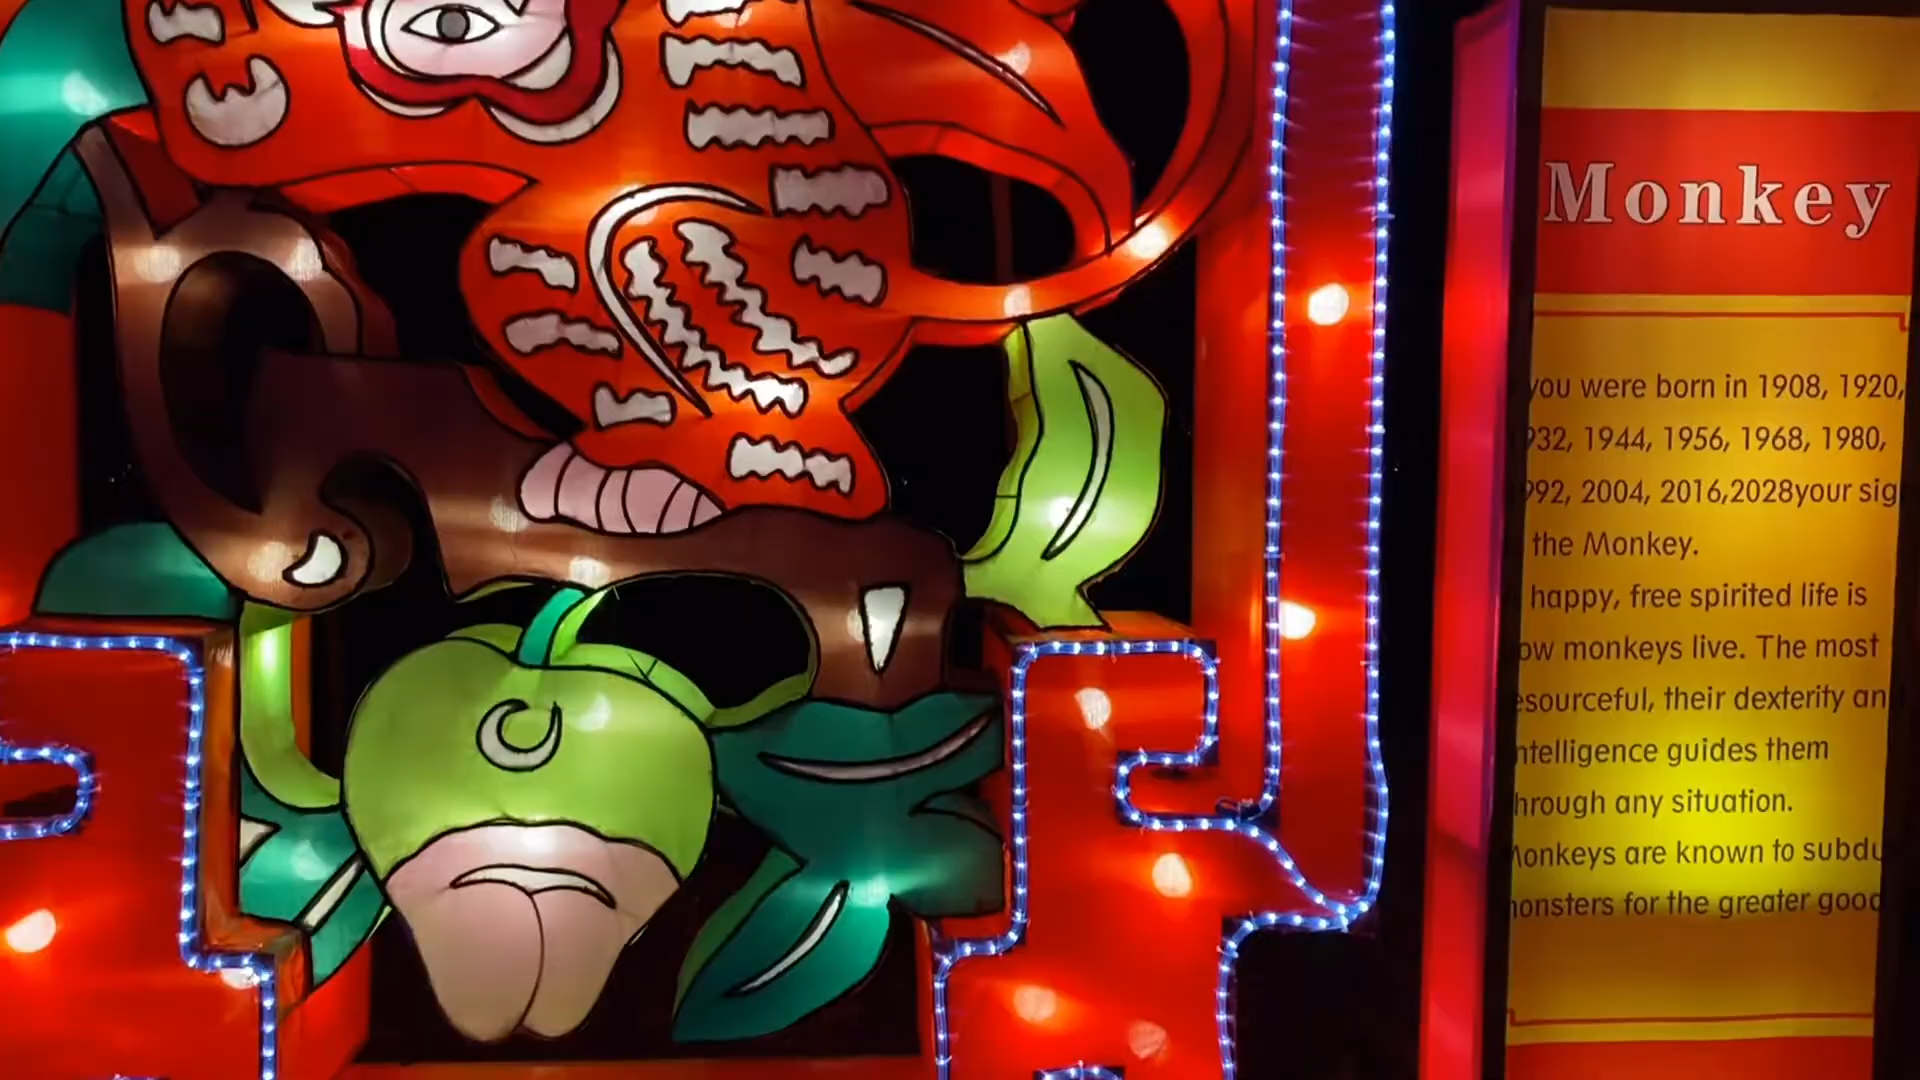 Monkey
you were born in 1908, 1920,
932, 1944, 1956, 1968, 1980,
992, 2004, 2016,2028your sig
the Monkey.
happy, free spirited life is
ow monkeys live. The most
esourceful, their dexterity an
ntelligence guides them
hrough any situation.
Monkeys are known to subdu
monsters for the greater good